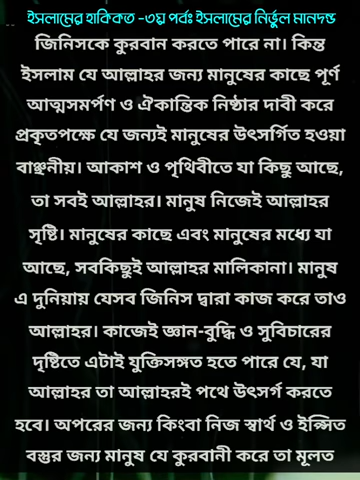 ইসলামের হাকিকত -৩য় পর্বঃ ইসলামের নির্ভুল মানদন্ড
জিনিসকে কুরবান করতে পারে না। কিন্ত
ইসলাম যে আল্লাহর জন্য মানুষের কাছে পূর্ণ
আত্মসমর্পণ ও ঐকান্তিক নিষ্ঠার দাবী করে
প্রকৃতপক্ষে যে জন্যই মানুষের উৎসর্গিত হওয়া
বাঞ্ছনীয়। আকাশ ও পৃথিবীতে যা কিছু আছে,
তা সবই আল্লাহর। মানুষ নিজেই আল্লাহর
সৃষ্টি। মানুষের কাছে এবং মানুষের মধ্যে যা
আছে, সবকিছুই আল্লাহর মালিকানা। মানুষ
এ দুনিয়ায় যেসব জিনিস দ্বারা কাজ করে তাও
আল্লাহর। কাজেই জ্ঞান-বুদ্ধি ও সুবিচারের
দৃষ্টিতে এটাই যুক্তিসঙ্গত হতে পারে যে, যা
আল্লাহর তা আল্লাহরই পথে উৎসর্গ করতে
হবে। অপরের জন্য কিংবা নিজ স্বার্থ ও ইপ্সিত
বস্তুর জন্য মানুষ যে কুরবানী করে তা মূলত